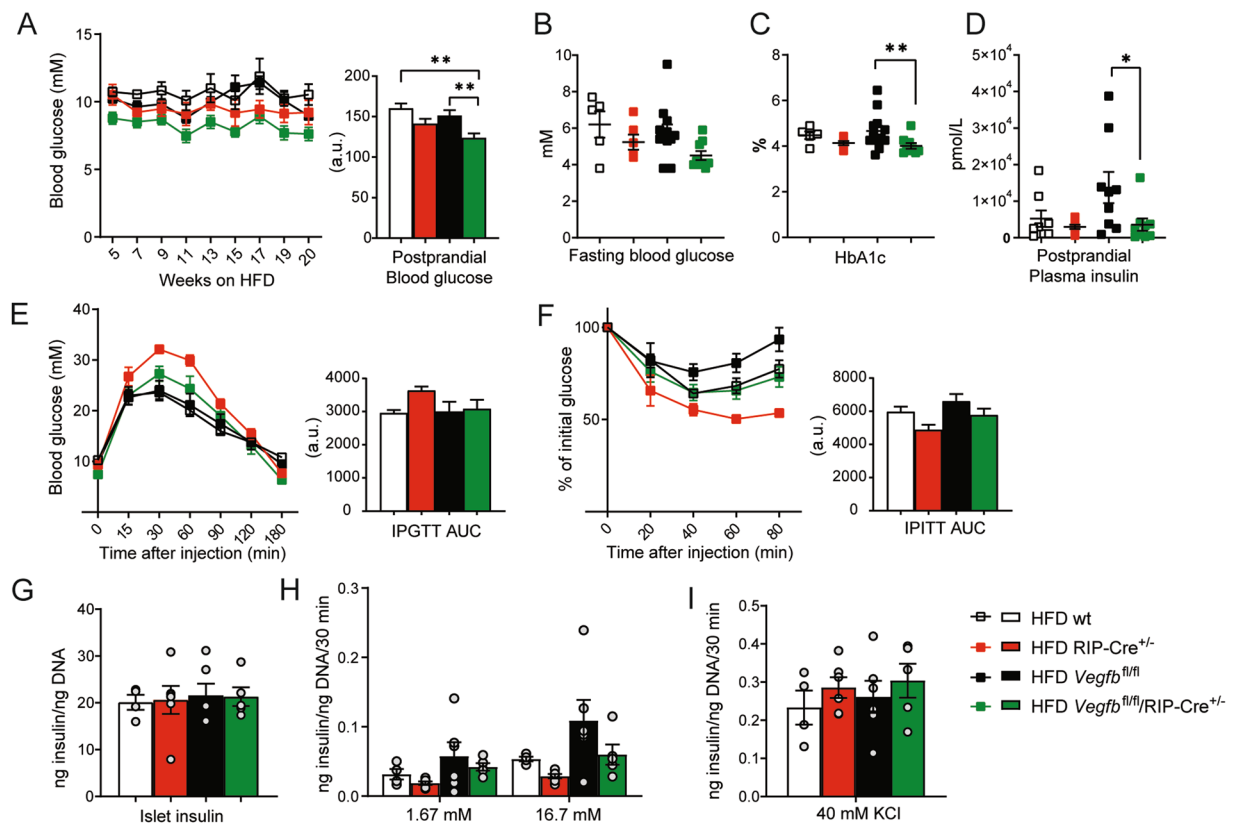 A
Blood glucose (mM)
15
10
5
0
5 7 9 11 13 15 17 19 20
Weeks on HFD
**
**
(a.u.)
200
150
100
50
0
Postprandial
Blood glucose
B
mM
10
8
6
4
2
0
Fasting blood glucose
C
%
8
6
4
2
0
**
HbA1c
D
pmol/L
5×10⁴
4×10⁴
3×10⁴
2×10⁴
1×10⁴
0
*
Postprandial
Plasma insulin
E
Blood glucose (mM)
40
30
20
10
0 15 30 60 90 120 180
Time after injection (min)
(a.u.)
4000
3000
2000
1000
0
IPGTT AUC
F
% of initial glucose
100
50
0 20 40 60 80
Time after injection (min)
(a.u.)
8000
6000
4000
2000
0
IPITT AUC
G
ng insulin/ng DNA
40
30
20
10
0
Islet insulin
H
ng insulin/ng DNA/30 min
0.3
0.2
0.1
0.0
1.67 mM 16.7 mM
I
ng insulin/ng DNA/30 min
0.5
0.4
0.3
0.2
0.1
0.0
40 mM KCl
HFD wt
HFD RIP-Cre+/-
HFD Vegfb fl/fl
HFD Vegfb fl/fl/RIP-Cre+/-